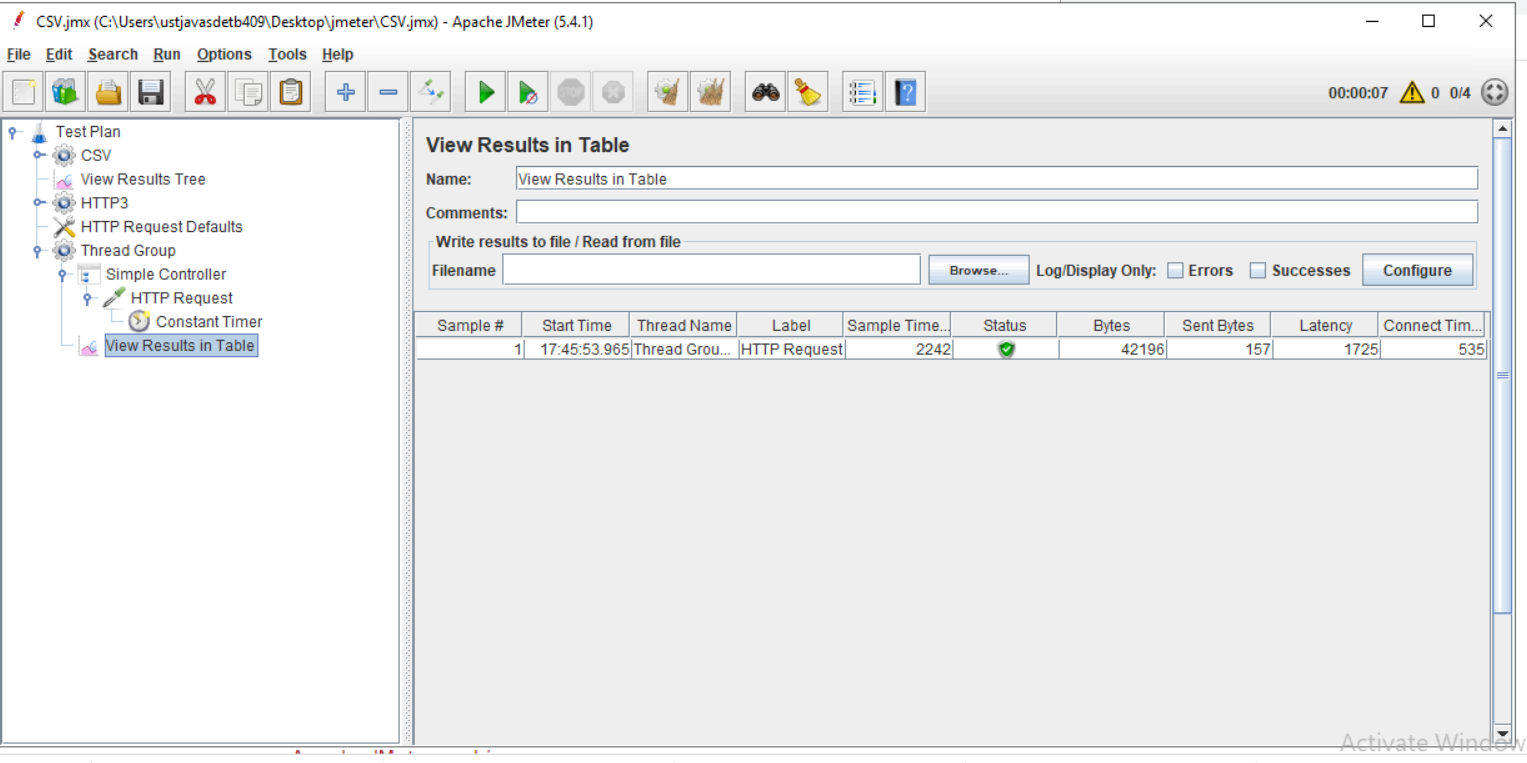 CSV.jmx (C:\Users\ustjavasdetb409\Desktop\jmeter\CSV.jmx) - Apache JMeter (5.4.1)
File Edit Search Run Options Tools Help
00:00:07 0 0/4
Test Plan
CSV
View Results Tree
HTTP3
HTTP Request Defaults
Thread Group
Simple Controller
HTTP Request
Constant Timer
View Results in Table
View Results in Table
Name: View Results in Table
Comments:
Write results to file / Read from file
Filename Browse... Log/Display Only: Errors Successes Configure
Sample # Start Time Thread Name Label Sample Time... Status Bytes Sent Bytes Latency Connect Tim...
1 17:45:53.965 Thread Grou... HTTP Request 2242 42196 157 1725 535
Activate Window